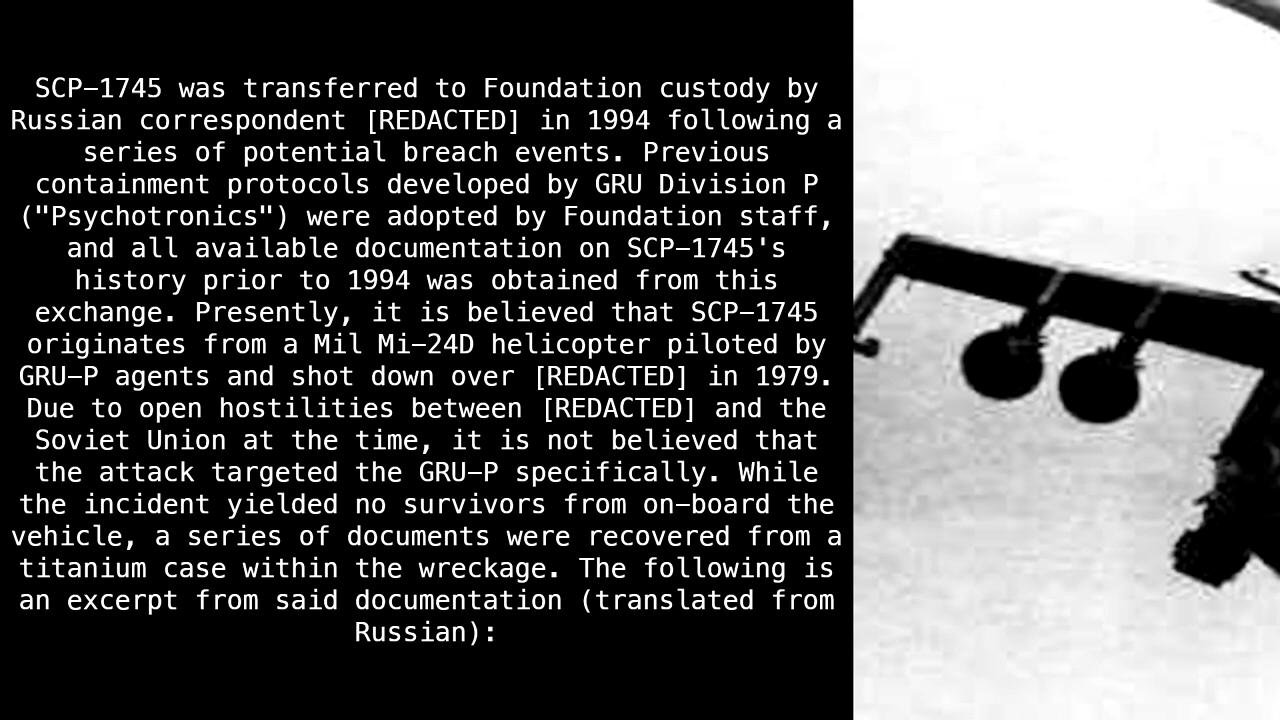 SCP-1745 was transferred to Foundation custody by
Russian correspondent [REDACTED] in 1994 following a
series of potential breach events. Previous
containment protocols developed by GRU Division P
("Psychotronics") were adopted by Foundation staff,
and all available documentation on SCP-1745's
history prior to 1994 was obtained from this
exchange. Presently, it is believed that SCP-1745
originates from a Mil Mi-24D helicopter piloted by
GRU-P agents and shot down over [REDACTED] in 1979.
Due to open hostilities between [REDACTED] and the
Soviet Union at the time, it is not believed that
the attack targeted the GRU-P specifically. While
the incident yielded no survivors from on-board the
vehicle, a series of documents were recovered from a
titanium case within the wreckage. The following is
an excerpt from said documentation (translated from
Russian):